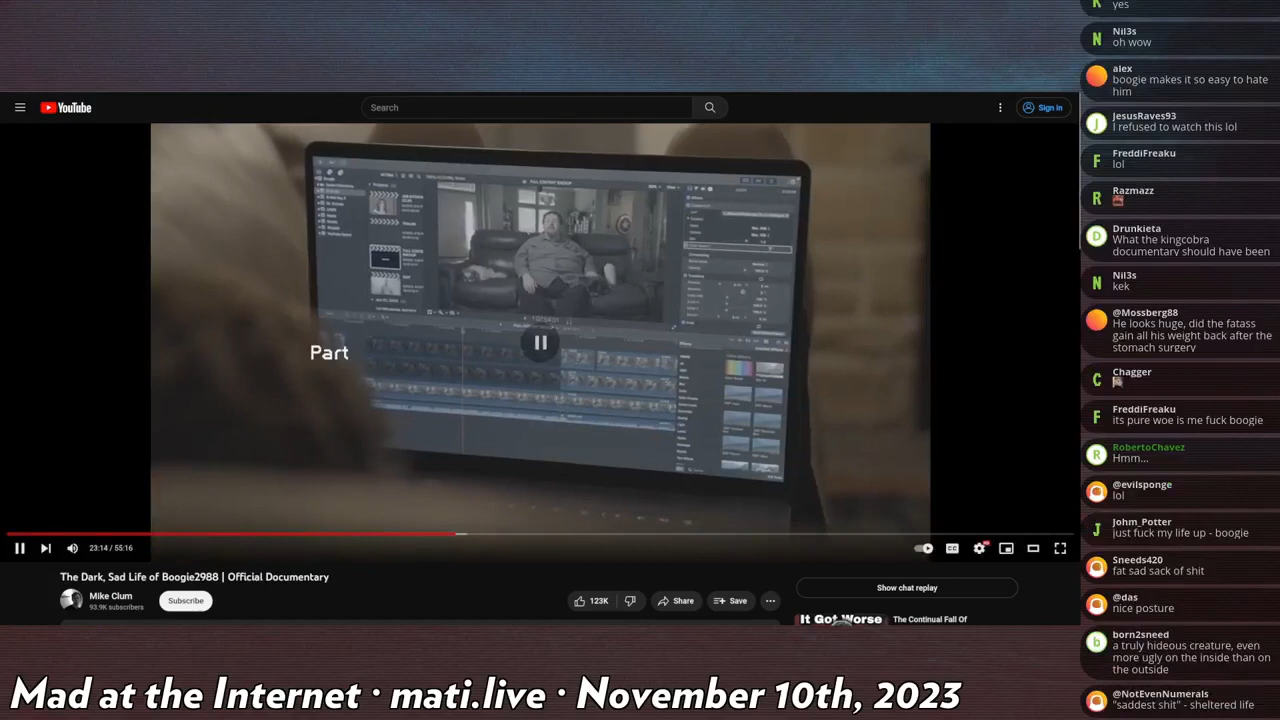 yes
Nil3s
oh wow
alex
boogie makes it so easy to hate
him
JesusRaves93
I refused to watch this lol
FreddiFreaku
lol
Razmazz
Drumkieta
What the kingcobra
documentary should have been
Nil3s
kek
@Mossberg88
He looks huge, did the fatass
gain all his weight back after the
stomach surgery
Chagger
FreddiFreaku
its pure woe is me fuck boogie
RobertoChavez
Hmm...
@evilsponge
lol
Johm_Potter
just fuck my life up - boogie
Sneeds420
fat sad sack of shit
@das
nice posture
born2sneed
a truly hideous creature, even
more ugly on the inside than on
the outside
@NotEvenNumerals
"saddest shit" - sheltered life
YouTube
Search
Sign in
Part
23:14 / 55:16
The Dark, Sad Life of Boogie2988 | Official Documentary
Mike Clum
93.9K subscribers
Subscribe
123K
Share
Save
Show chat replay
It Got Worse
The Continual Fall Of
Mad at the Internet · mati.live · November 10th, 2023